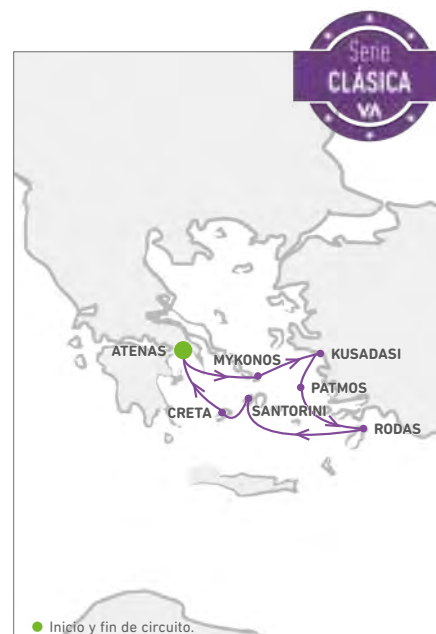 Serie
CLÁSICA
VA
ATENAS
MYKONOS
KUSADASI
PATMOS
CRETA
SANTORINI
RODAS
Inicio y fin de circuito.